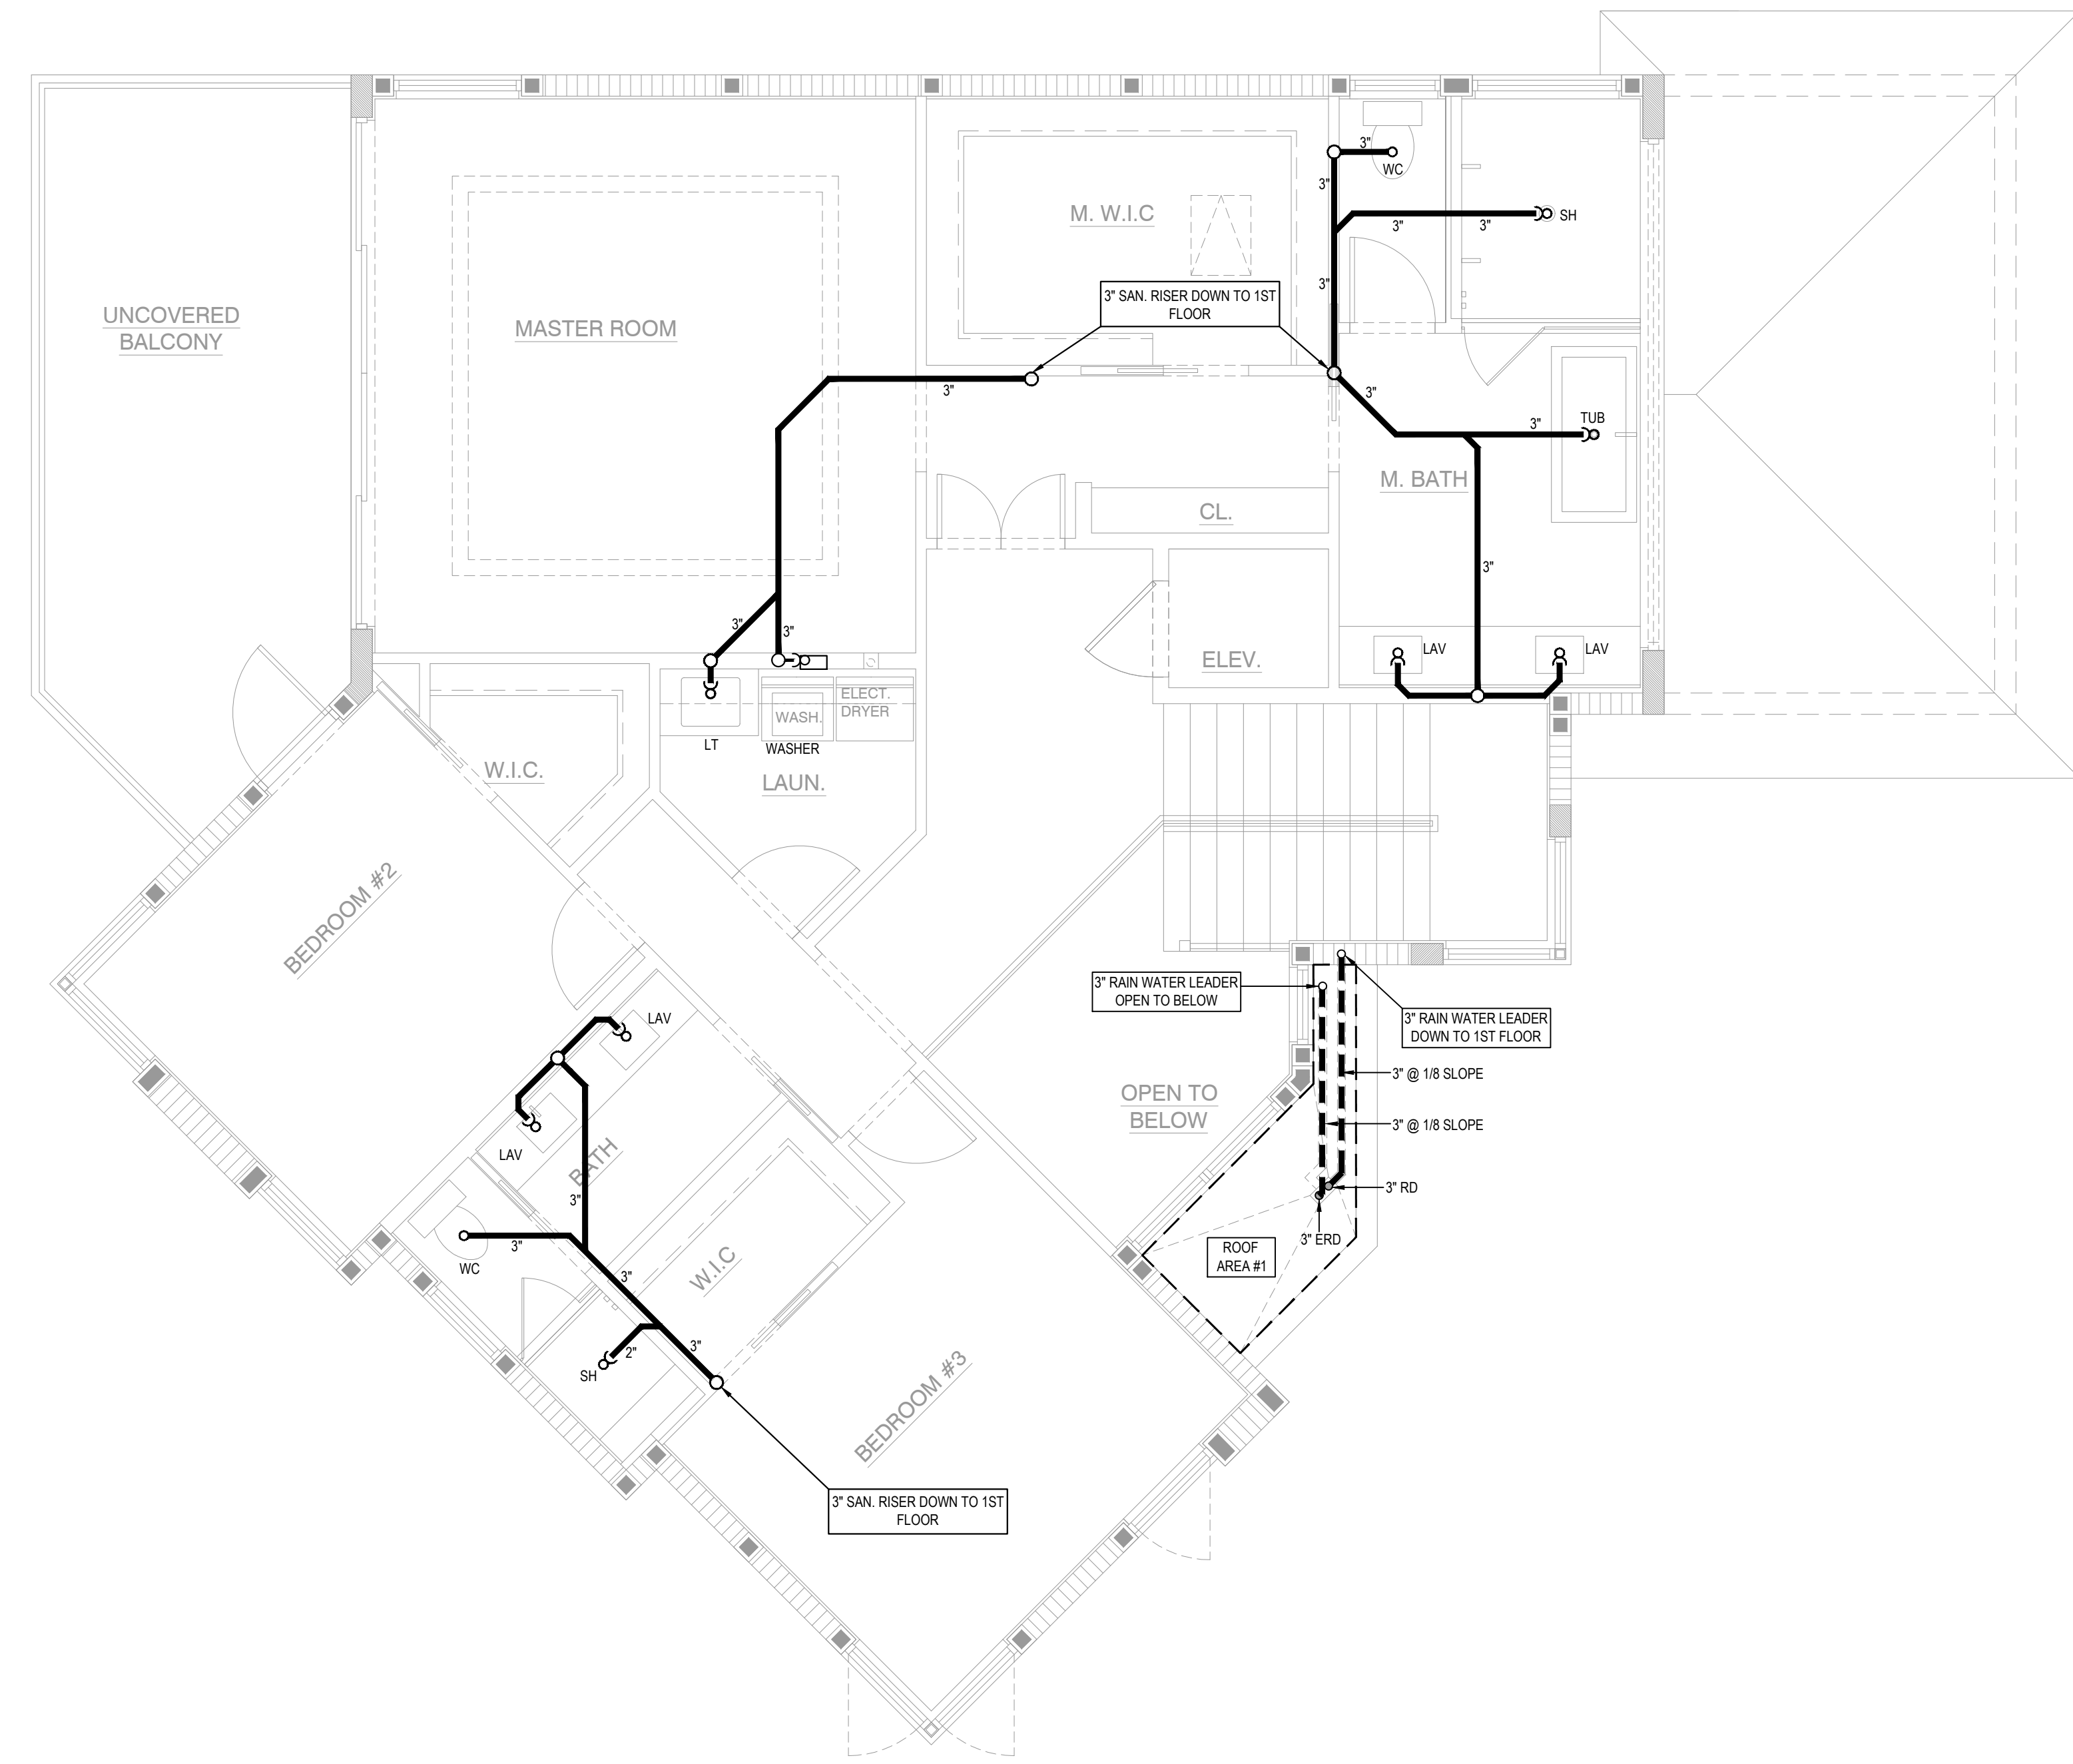 3"
WC
3"
M. W.I.C
SH
3"
3"
3"
3" SAN. RISER DOWN TO 1ST
FLOOR
UNCOVERED
BALCONY
MASTER ROOM
3"
3"
TUB
3"
M. BATH
CL.
3"
3"
3"
LAV
LAV
ELEV.
ELECT.
DRYER
WASH.
LT
WASHER
W.I.C.
LAUN.
BEDROOM #2
3" RAIN WATER LEADER
OPEN TO BELOW
3" RAIN WATER LEADER
DOWN TO 1ST FLOOR
LAV
3" @ 1/8 SLOPE
OPEN TO
BELOW
3" @ 1/8 SLOPE
LAV
BATH
3" RD
3"
3" ERD
ROOF
AREA #1
3"
WC
W.I.C
3"
3"
2"
SH
BEDROOM #3
3" SAN. RISER DOWN TO 1ST
FLOOR